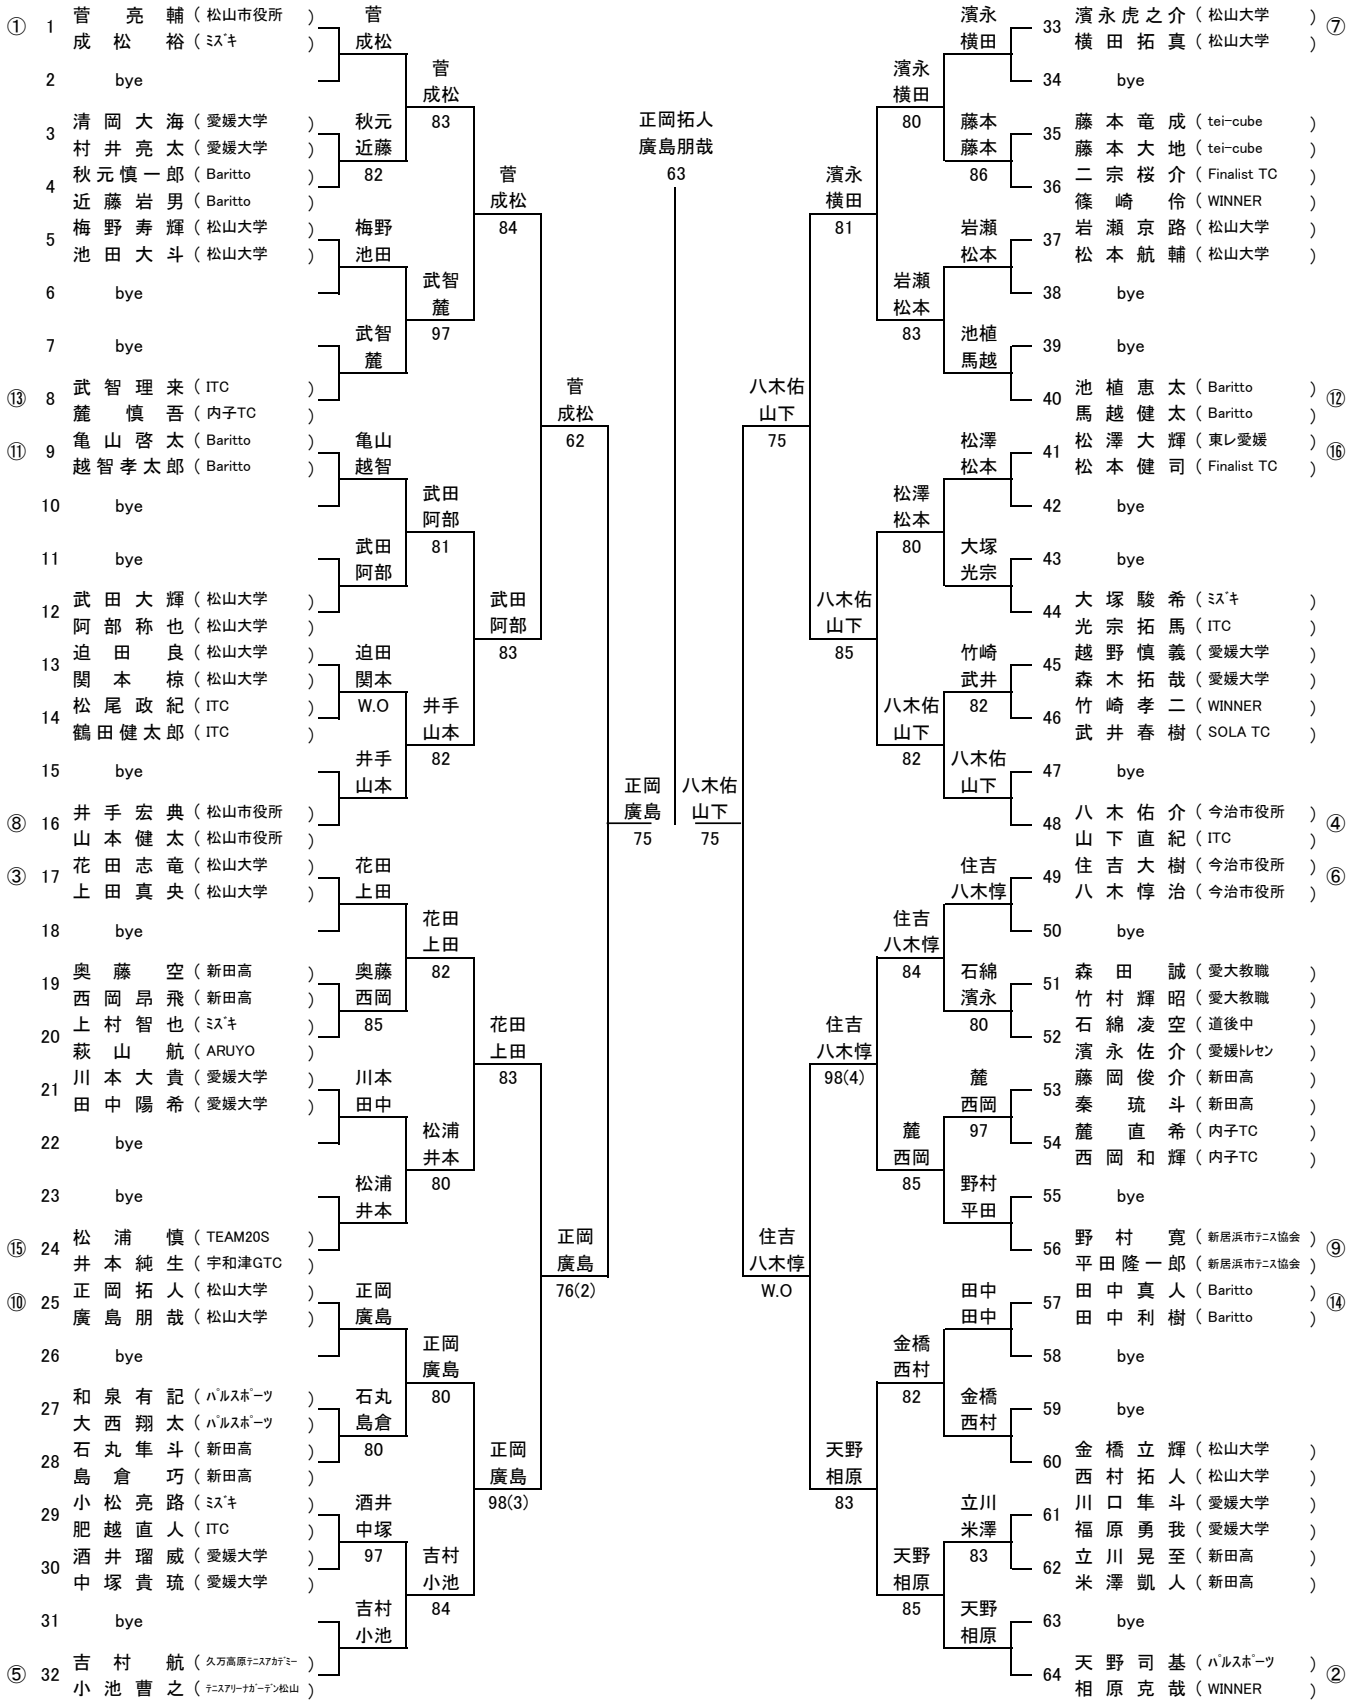 ① 1 菅 亮 輔 ( 松山市役所 )
成 松 裕 ( ミズキ )
2 bye
3 清 岡 大 海 ( 愛媛大学 )
村 井 亮 太 ( 愛媛大学 )
4 秋 元 慎 一 郎 ( Baritto )
近 藤 岩 男 ( Baritto )
5 梅 野 寿 輝 ( 松山大学 )
池 田 大 斗 ( 松山大学 )
6 bye
7 bye
⑬ 8 武 智 理 来 ( ITC )
麓 慎 吾 ( 内子TC )
⑪ 9 亀 山 啓 太 ( Baritto )
越 智 孝 太 郎 ( Baritto )
10 bye
11 bye
12 武 田 大 輝 ( 松山大学 )
阿 部 称 也 ( 松山大学 )
13 迫 田 良 ( 松山大学 )
関 本 椋 ( 松山大学 )
14 松 尾 政 紀 ( ITC )
鶴 田 健 太 郎 ( ITC )
15 bye
⑧ 16 井 手 宏 典 ( 松山市役所 )
山 本 健 太 ( 松山市役所 )
③ 17 花 田 志 竜 ( 松山大学 )
上 田 真 央 ( 松山大学 )
18 bye
19 奥 藤 空 ( 新田高 )
西 岡 昂 飛 ( 新田高 )
20 上 村 智 也 ( ミズキ )
萩 山 航 ( ARUYO )
21 川 本 大 貴 ( 愛媛大学 )
田 中 陽 希 ( 愛媛大学 )
22 bye
23 bye
⑮ 24 松 浦 慎 ( TEAM20S )
井 本 純 生 ( 宇和津GTC )
⑩ 25 正 岡 拓 人 ( 松山大学 )
廣 島 朋 哉 ( 松山大学 )
26 bye
27 和 泉 有 記 ( パルスポーツ )
大 西 翔 太 ( パルスポーツ )
28 石 丸 隼 斗 ( 新田高 )
島 倉 巧 ( 新田高 )
29 小 松 亮 路 ( ミズキ )
肥 越 直 人 ( ITC )
30 酒 井 瑠 威 ( 愛媛大学 )
中 塚 貴 琉 ( 愛媛大学 )
31 bye
⑤ 32 吉 村 航 ( 久万高原テニスアカデミー )
小 池 曹 之 ( テニスアリーナガーデン松山 )
菅
成松
秋元
近藤
82
梅野
池田
武智
麓
亀山
越智
武田
阿部
迫田
関本
W.O
井手
山本
花田
上田
奥藤
西岡
85
川本
田中
松浦
井本
正岡
廣島
石丸
島倉
80
酒井
中塚
97
吉村
小池
菅
成松
83
武智
麓
97
武田
阿部
81
井手
山本
82
花田
上田
82
松浦
井本
80
正岡
廣島
80
吉村
小池
84
菅
成松
84
武田
阿部
83
花田
上田
83
正岡
廣島
98(3)
菅
成松
62
正岡
廣島
76(2)
正岡
廣島
75
正岡拓人
廣島朋哉
63
八木佑
山下
75
八木佑
山下
75
住吉
八木惇
W.O
濱永
横田
81
八木佑
山下
85
住吉
八木惇
98(4)
天野
相原
83
濱永
横田
80
岩瀬
松本
83
松澤
松本
80
八木佑
山下
82
住吉
八木惇
84
麓
西岡
85
金橋
西村
82
天野
相原
85
濱永
横田
藤本
藤本
86
岩瀬
松本
池植
馬越
松澤
松本
大塚
光宗
竹崎
武井
82
八木佑
山下
住吉
八木惇
石綿
濱永
80
麓
西岡
97
野村
平田
田中
田中
金橋
西村
立川
米澤
83
天野
相原
33 濱 永 虎 之 介 ( 松山大学 ) ⑦
横 田 拓 真 ( 松山大学 )
34 bye
35 藤 本 竜 成 ( tei-cube )
藤 本 大 地 ( tei-cube )
36 二 宗 桜 介 ( Finalist TC )
篠 崎 伶 ( WINNER )
37 岩 瀬 京 路 ( 松山大学 )
松 本 航 輔 ( 松山大学 )
38 bye
39 bye
40 池 植 恵 太 ( Baritto ) ⑫
馬 越 健 太 ( Baritto )
41 松 澤 大 輝 ( 東レ愛媛 ) ⑯
松 本 健 司 ( Finalist TC )
42 bye
43 bye
44 大 塚 駿 希 ( ミズキ )
光 宗 拓 馬 ( ITC )
45 越 野 慎 義 ( 愛媛大学 )
森 木 拓 哉 ( 愛媛大学 )
46 竹 崎 孝 二 ( WINNER )
武 井 春 樹 ( SOLA TC )
47 bye
48 八 木 佑 介 ( 今治市役所 ) ④
山 下 直 紀 ( ITC )
49 住 吉 大 樹 ( 今治市役所 ) ⑥
八 木 惇 治 ( 今治市役所 )
50 bye
51 森 田 誠 ( 愛大教職 )
竹 村 輝 昭 ( 愛大教職 )
52 石 綿 凌 空 ( 道後中 )
濱 永 佐 介 ( 愛媛トレセン )
53 藤 岡 俊 介 ( 新田高 )
秦 琉 斗 ( 新田高 )
54 麓 直 希 ( 内子TC )
西 岡 和 輝 ( 内子TC )
55 bye
56 野 村 寛 ( 新居浜市テニス協会 ) ⑨
平 田 隆 一 郎 ( 新居浜市テニス協会 )
57 田 中 真 人 ( Baritto ) ⑭
田 中 利 樹 ( Baritto )
58 bye
59 bye
60 金 橋 立 輝 ( 松山大学 )
西 村 拓 人 ( 松山大学 )
61 川 口 隼 斗 ( 愛媛大学 )
福 原 勇 我 ( 愛媛大学 )
62 立 川 晃 至 ( 新田高 )
米 澤 凱 人 ( 新田高 )
63 bye
64 天 野 司 基 ( パルスポーツ ) ②
相 原 克 哉 ( WINNER )